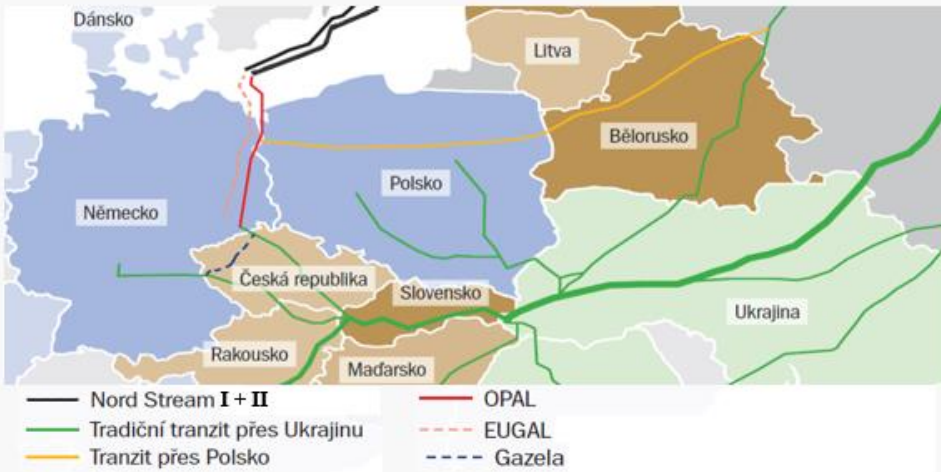 Dánsko
Litva
Bělorusko
Polsko
Německo
Česká republika
Slovensko
Ukrajina
Rakousko
Maďarsko
Nord Stream I + II
OPAL
Tradiční tranzit přes Ukrajinu
EUGAL
Tranzit přes Polsko
Gazela